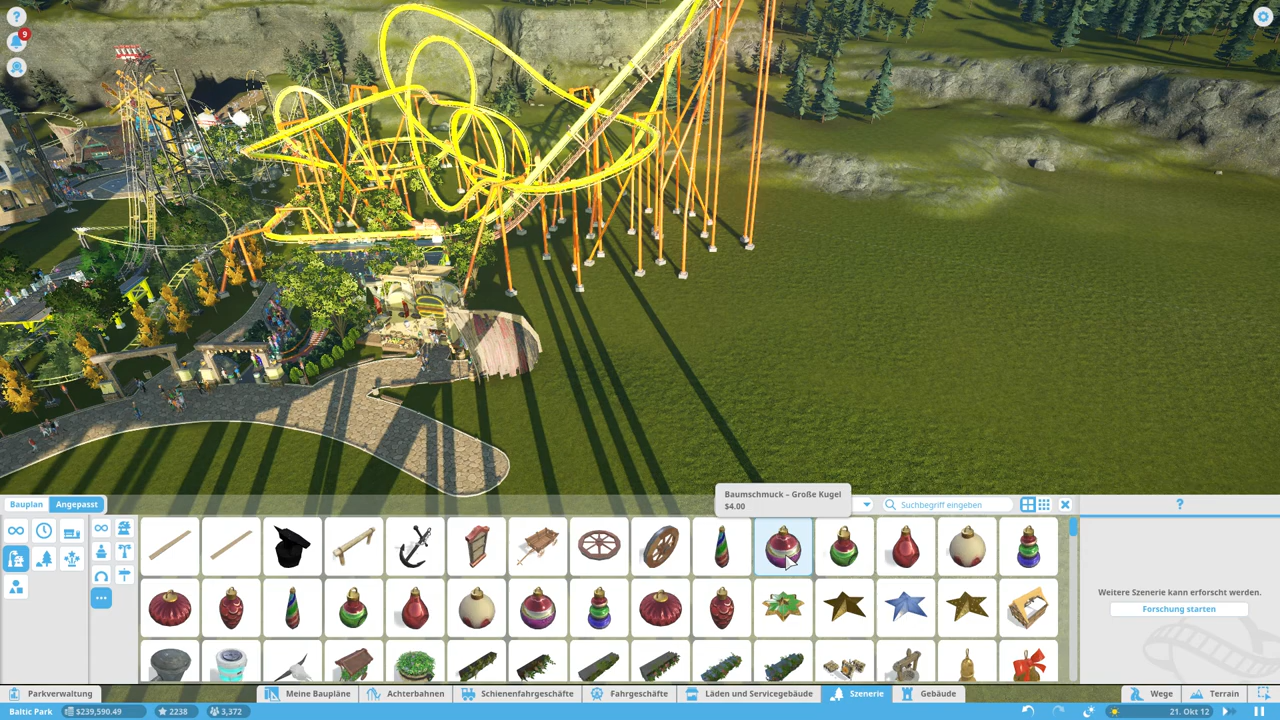 ?
9
Bauplan
Angepasst
Baumschmuck – Große Kugel
$4.00
Suchbegriff eingeben
?
Weitere Szenerie kann erforscht werden.
Forschung starten
Parkverwaltung
Meine Baupläne
Achterbahnen
Schienenfahrgeschäfte
Fahrgeschäfte
Läden und Servicegebäude
Szenerie
Gebäude
Wege
Terrain
Baltic Park
$239,590.49
2238
3,372
21. Okt 12